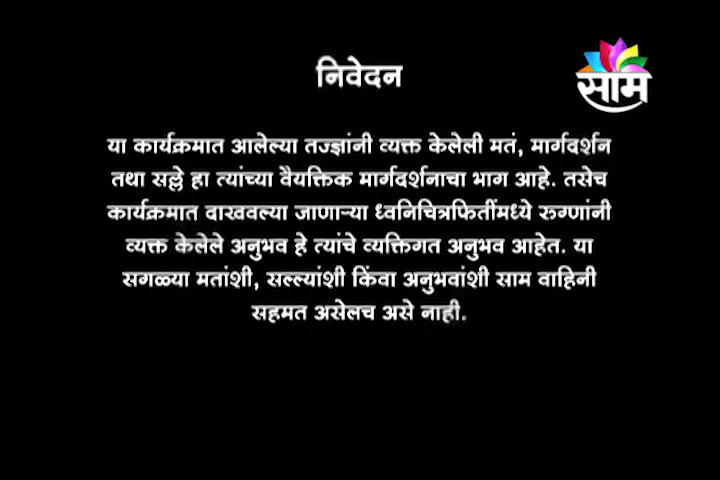 निवेदन
साम
या कार्यक्रमात आलेल्या तज्ज्ञांनी व्यक्त केलेली मतं, मार्गदर्शन
तथा सल्ले हा त्यांच्या वैयक्तिक मार्गदर्शनाचा भाग आहे. तसेच
कार्यक्रमात दाखवल्या जाणाऱ्या ध्वनिचित्रफितींमध्ये रुग्णांनी
व्यक्त केलेले अनुभव हे त्यांचे व्यक्तिगत अनुभव आहेत. या
सगळ्या मतांशी, सल्ल्यांशी किंवा अनुभवांशी साम वाहिनी
सहमत असेलच असे नाही.